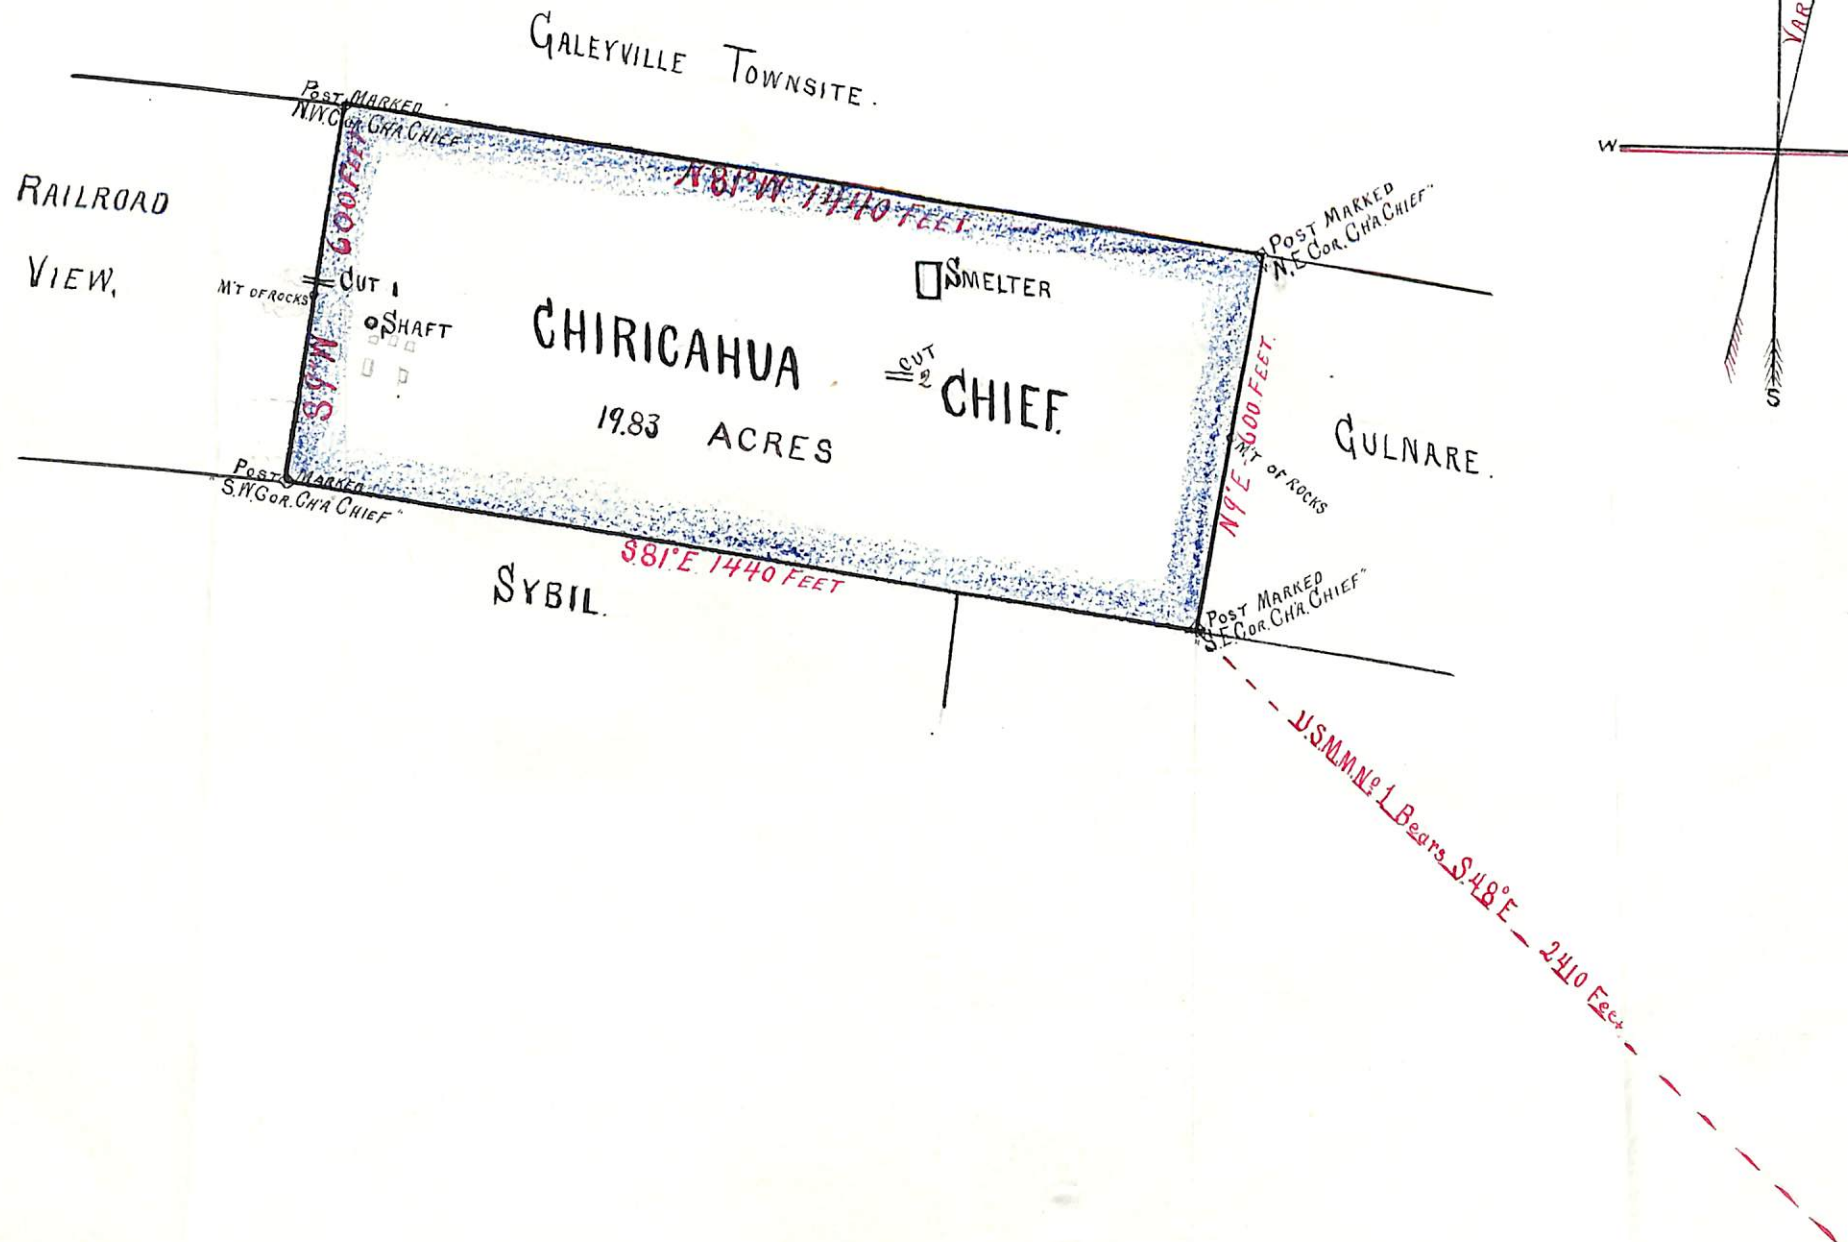 GALEYVILLE TOWNSITE.
VAR
W
POST MARKED
N.W. COR CH'A CHIEF
N 81° W. 1440 FEET
POST MARKED
"N.E COR. CH'A. CHIEF"
RAILROAD
VIEW.
600 FEET
S 9° W
CUT 1
M'T OF ROCKS
SHAFT
SMELTER
CHIRICAHUA
CUT
2
CHIEF.
19.83 ACRES
N 9° E 600 FEET.
M'T OF ROCKS
GULNARE.
S
POST MARKED
"S.W COR. CH'A CHIEF"
S 81° E. 1440 FEET
SYBIL.
POST MARKED
"S.E. COR. CH'A. CHIEF"
U.S.M.M. No 1 Bears S. 48° E 2410 Feet